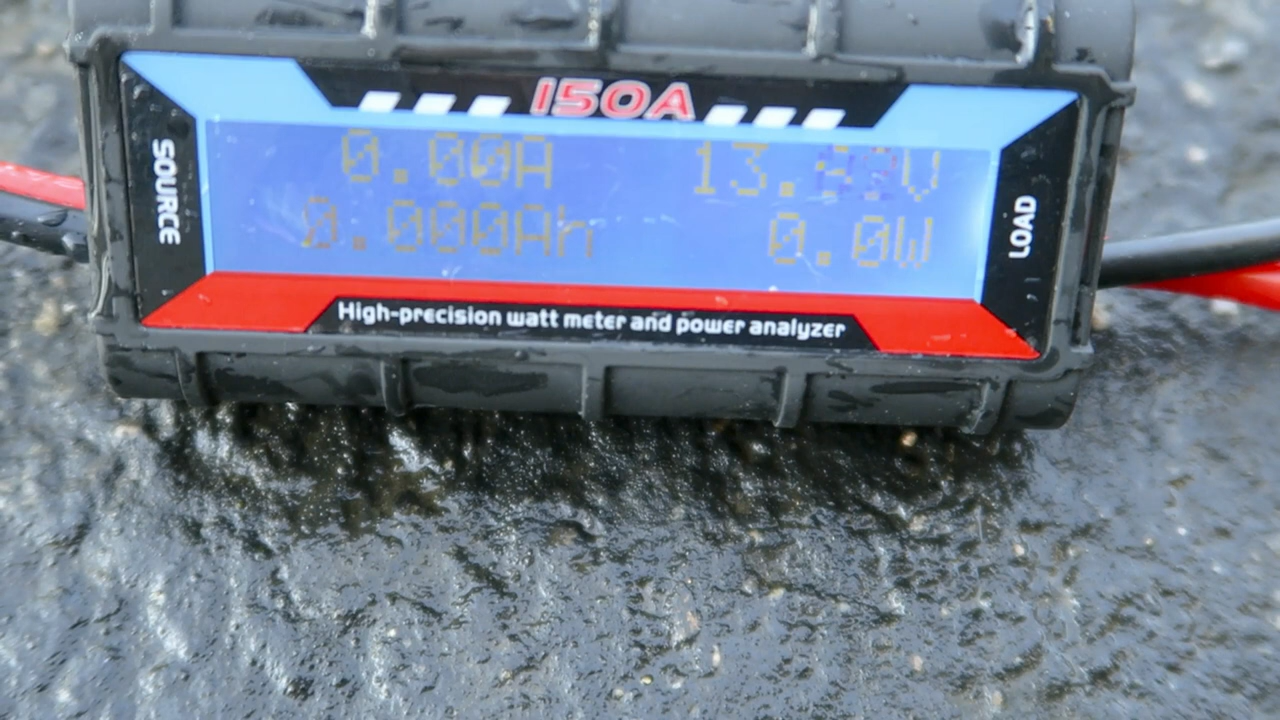 150A
SOURCE
0.00A
0.000Ah 0.0W
LOAD
High-precision watt meter and power analyzer